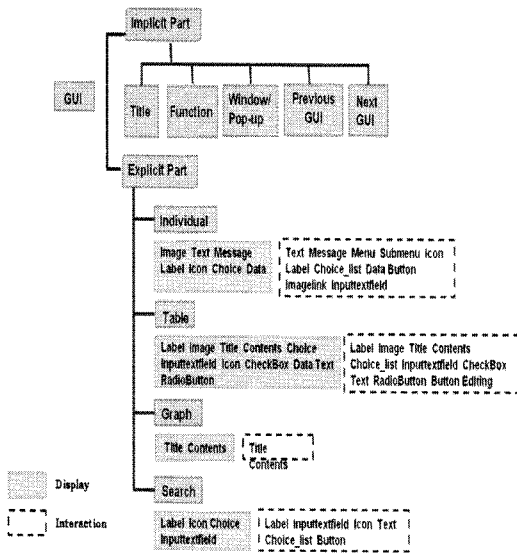 Implicit Part
GUI
Title
Function
Window/
Pop-up
Previous
GUI
Next
GUI
Explicit Part
Individual
Image Text Message
Label Icon Choice Data
Text Message Menu Submenu Icon
Label Choice_list Data Button
Imagelink Inputtextfield
Table
Label Image Title Contents Choice
Inputtextfield Icon CheckBox Data Text
RadioButton
Label Image Title Contents
Choice_list Inputtextfield CheckBox
Text RadioButton Button Editing
Graph
Title Contents
Title
Contents
Display
Search
Interaction
Label Icon Choice
Inputtextfield
Label Inputtextfield Icon Text
Choice_list Button